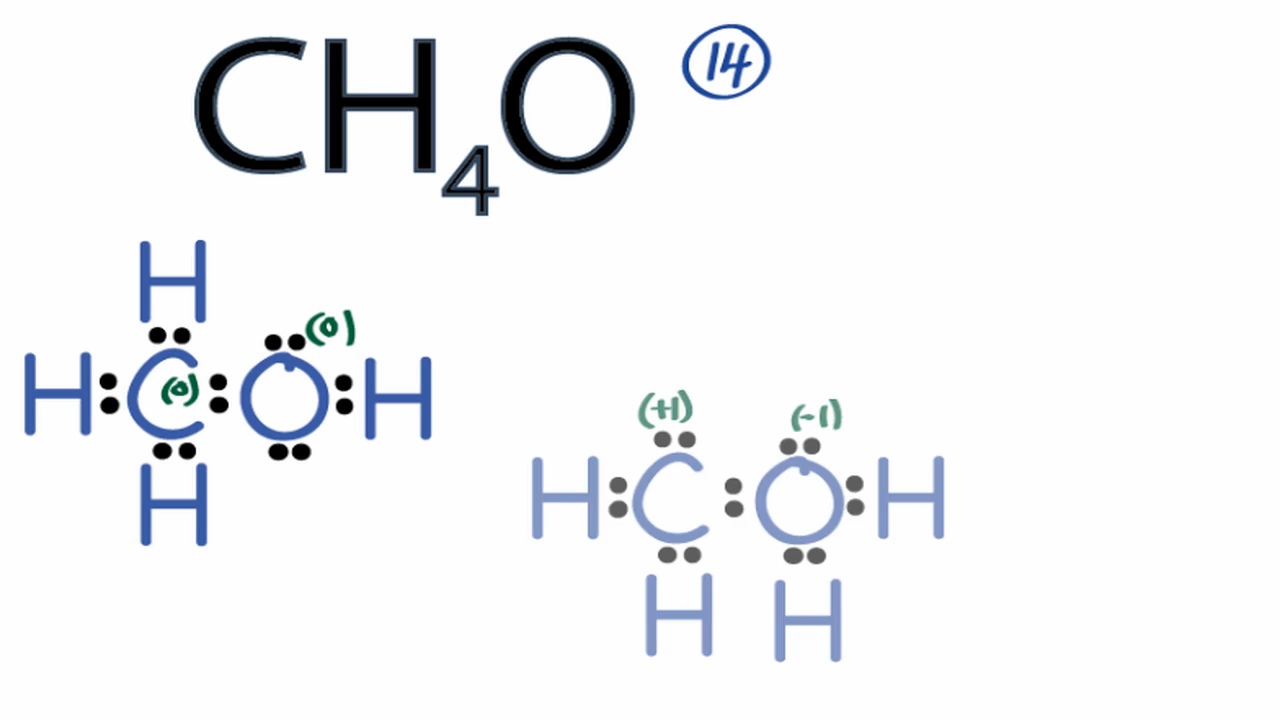 CH₄O 14
H
(0)
H : C (0) : O : H
H
(+1) (-1)
H : C : O : H
H H